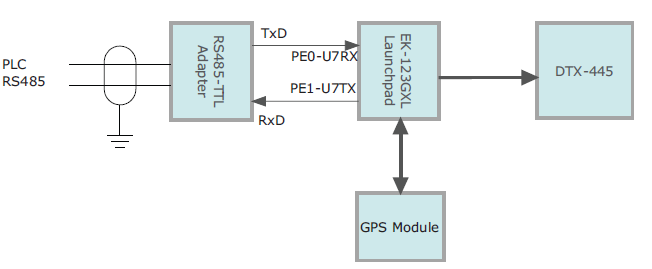 PLC
RS485
RS485-TTL
Adapter
TxD
PE0-U7RX
PE1-U7TX
RxD
EK-123GXL
Launchpad
DTX-445
GPS Module